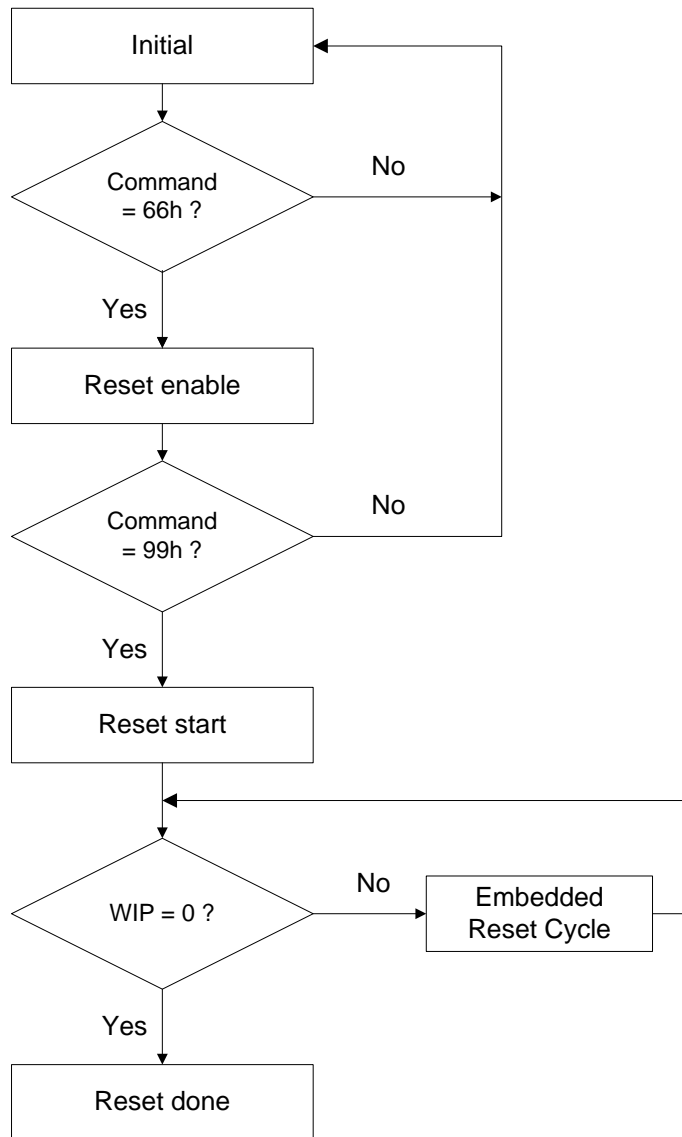 Initial
Command
= 66h ?
No
Yes
Reset enable
Command
= 99h ?
No
Yes
Reset start
WIP = 0 ?
No
Embedded
Reset Cycle
Yes
Reset done